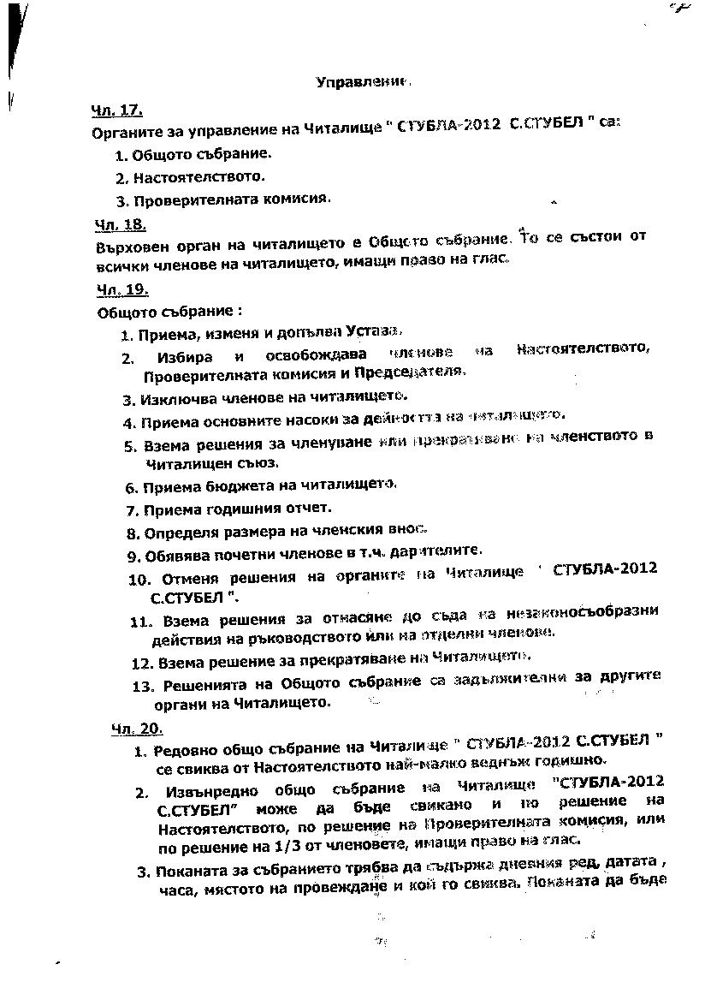 Управление.
Чл. 17.
Органите за управление на Читалище " СТУБЛА-2012 С.СТУБЕЛ " са:
1. Общото събрание.
2. Настоятелството.
3. Проверителната комисия.
Чл. 18.
Върховен орган на читалището е Общото събрание. То се състои от
всички членове на читалището, имащи право на глас.
Чл. 19.
Общото събрание :
1. Приема, изменя и допълва Устава.
2. Избира и освобождава членове на Настоятелството,
Проверителната комисия и Председателя.
3. Изключва членове на читалището.
4. Приема основните насоки за дейността на читалището.
5. Взема решения за членуване или прекратяване на членството в
Читалищен съюз.
6. Приема бюджета на читалището.
7. Приема годишния отчет.
8. Определя размера на членския внос.
9. Обявява почетни членове в т.ч. дарителите.
10. Отменя решения на органите на Читалище " СТУБЛА-2012
С.СТУБЕЛ ".
11. Взема решения за отнасяне до съда на незаконосъобразни
действия на ръководството или на отделни членове.
12. Взема решение за прекратяване на Читалището.
13. Решенията на Общото събрание са задължителни за другите
органи на Читалището.
Чл. 20.
1. Редовно общо събрание на Читалище " СТУБЛА-2012 С.СТУБЕЛ "
се свиква от Настоятелството най-малко веднъж годишно.
2. Извънредно общо събрание на Читалище "СТУБЛА-2012
С.СТУБЕЛ" може да бъде свикано и по решение на
Настоятелството, по решение на Проверителната комисия, или
по решение на 1/3 от членовете, имащи право на глас.
3. Поканата за събранието трябва да съдържа дневния ред, датата ,
часа, мястото на провеждане и кой го свиква. Поканата да бъде